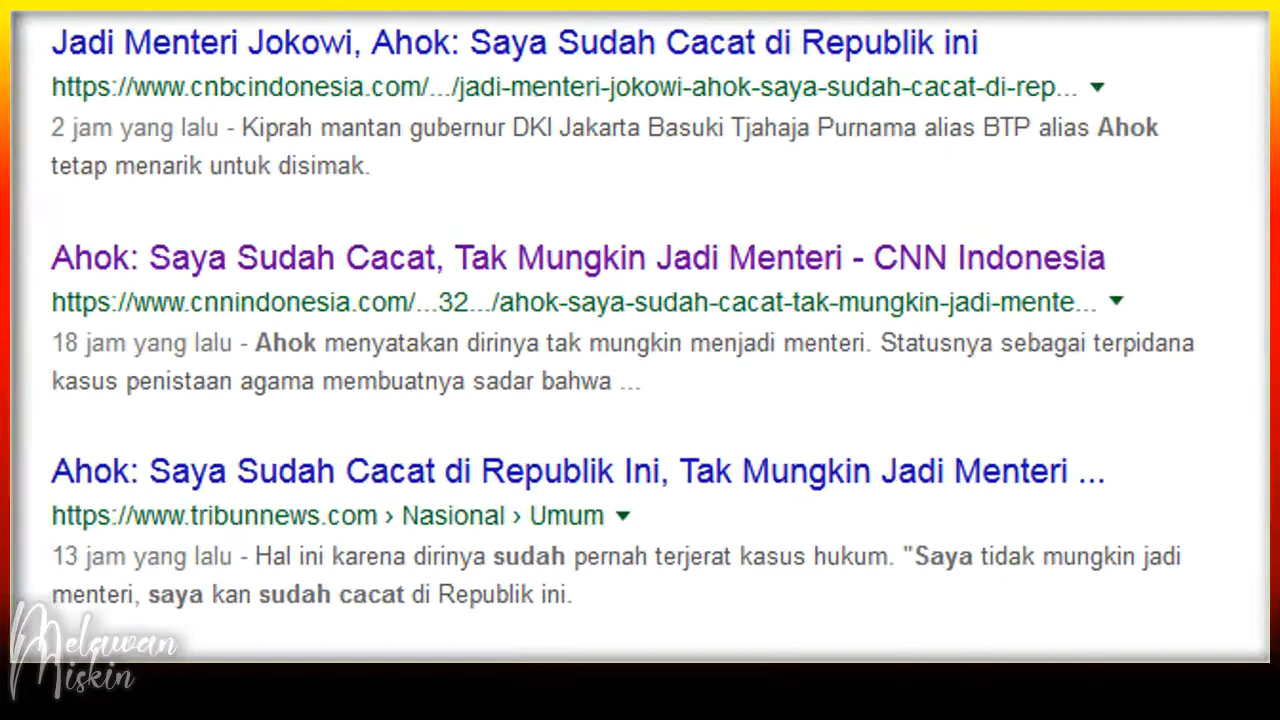 Jadi Menteri Jokowi, Ahok: Saya Sudah Cacat di Republik ini
https://www.cnbcindonesia.com/.../jadi-menteri-jokowi-ahok-saya-sudah-cacat-di-rep...
2 jam yang lalu - Kiprah mantan gubernur DKI Jakarta Basuki Tjahaja Purnama alias BTP alias Ahok
tetap menarik untuk disimak.
Ahok: Saya Sudah Cacat, Tak Mungkin Jadi Menteri - CNN Indonesia
https://www.cnnindonesia.com/...32.../ahok-saya-sudah-cacat-tak-mungkin-jadi-mente...
18 jam yang lalu - Ahok menyatakan dirinya tak mungkin menjadi menteri. Statusnya sebagai terpidana
kasus penistaan agama membuatnya sadar bahwa ...
Ahok: Saya Sudah Cacat di Republik Ini, Tak Mungkin Jadi Menteri ...
https://www.tribunnews.com › Nasional › Umum
13 jam yang lalu - Hal ini karena dirinya sudah pernah terjerat kasus hukum. "Saya tidak mungkin jadi
menteri, saya kan sudah cacat di Republik ini.
Melawan
Miskin